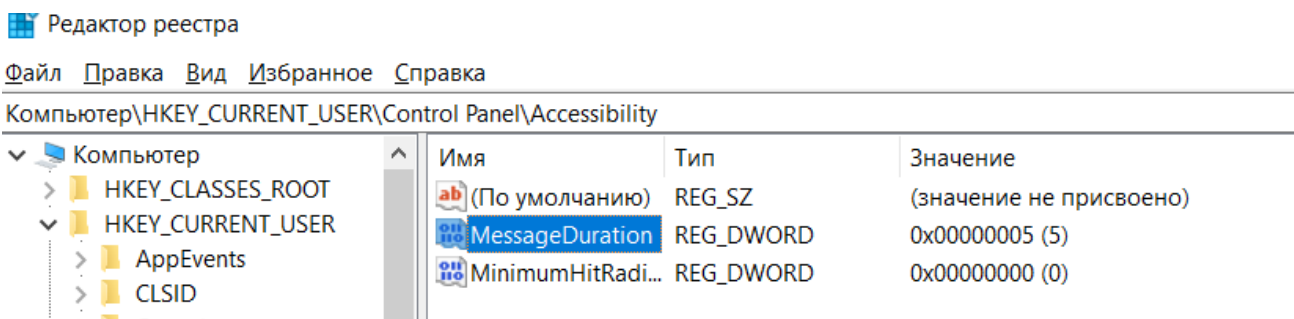 Редактор реестра
Файл Правка Вид Избранное Справка
Компьютер\HKEY_CURRENT_USER\Control Panel\Accessibility
Компьютер
HKEY_CLASSES_ROOT
HKEY_CURRENT_USER
AppEvents
CLSID
Имя Тип Значение
(По умолчанию) REG_SZ (значение не присвоено)
MessageDuration REG_DWORD 0x00000005 (5)
MinimumHitRadi... REG_DWORD 0x00000000 (0)